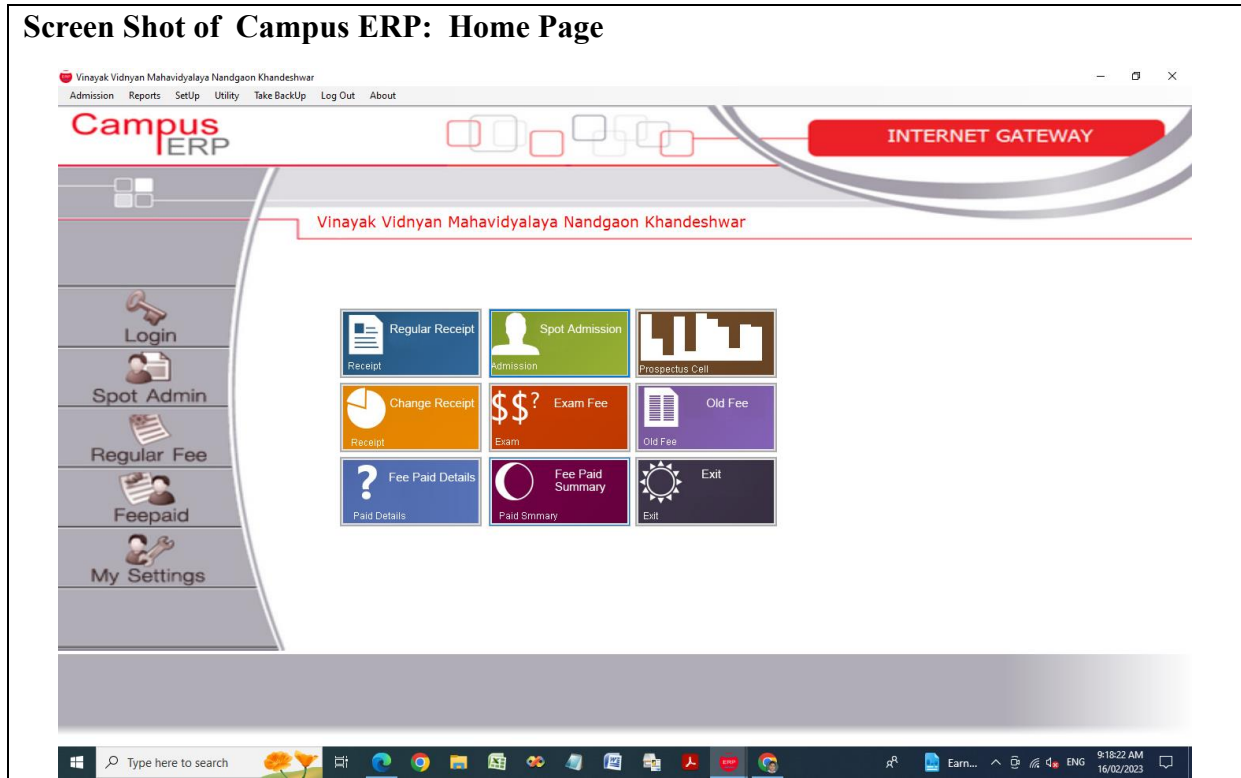 Screen Shot of Campus ERP: Home Page
Vinayak Vidnyan Mahavidyalaya Nandgaon Khandeshwar
Admission Reports SetUp Utility Take BackUp Log Out About
Campus
ERP
INTERNET GATEWAY
Vinayak Vidnyan Mahavidyalaya Nandgaon Khandeshwar
Login
Spot Admin
Regular Fee
Feepaid
My Settings
Regular Receipt
Receipt
Spot Admission
Admission
Prospectus Cell
Change Receipt
Receipt
$$? Exam Fee
Exam
Old Fee
Old Fee
? Fee Paid Details
Paid Details
Fee Paid
Summary
Paid Smmary
Exit
Exit
Type here to search
ERP
Earn... ENG
9:18:22 AM
16/02/2023